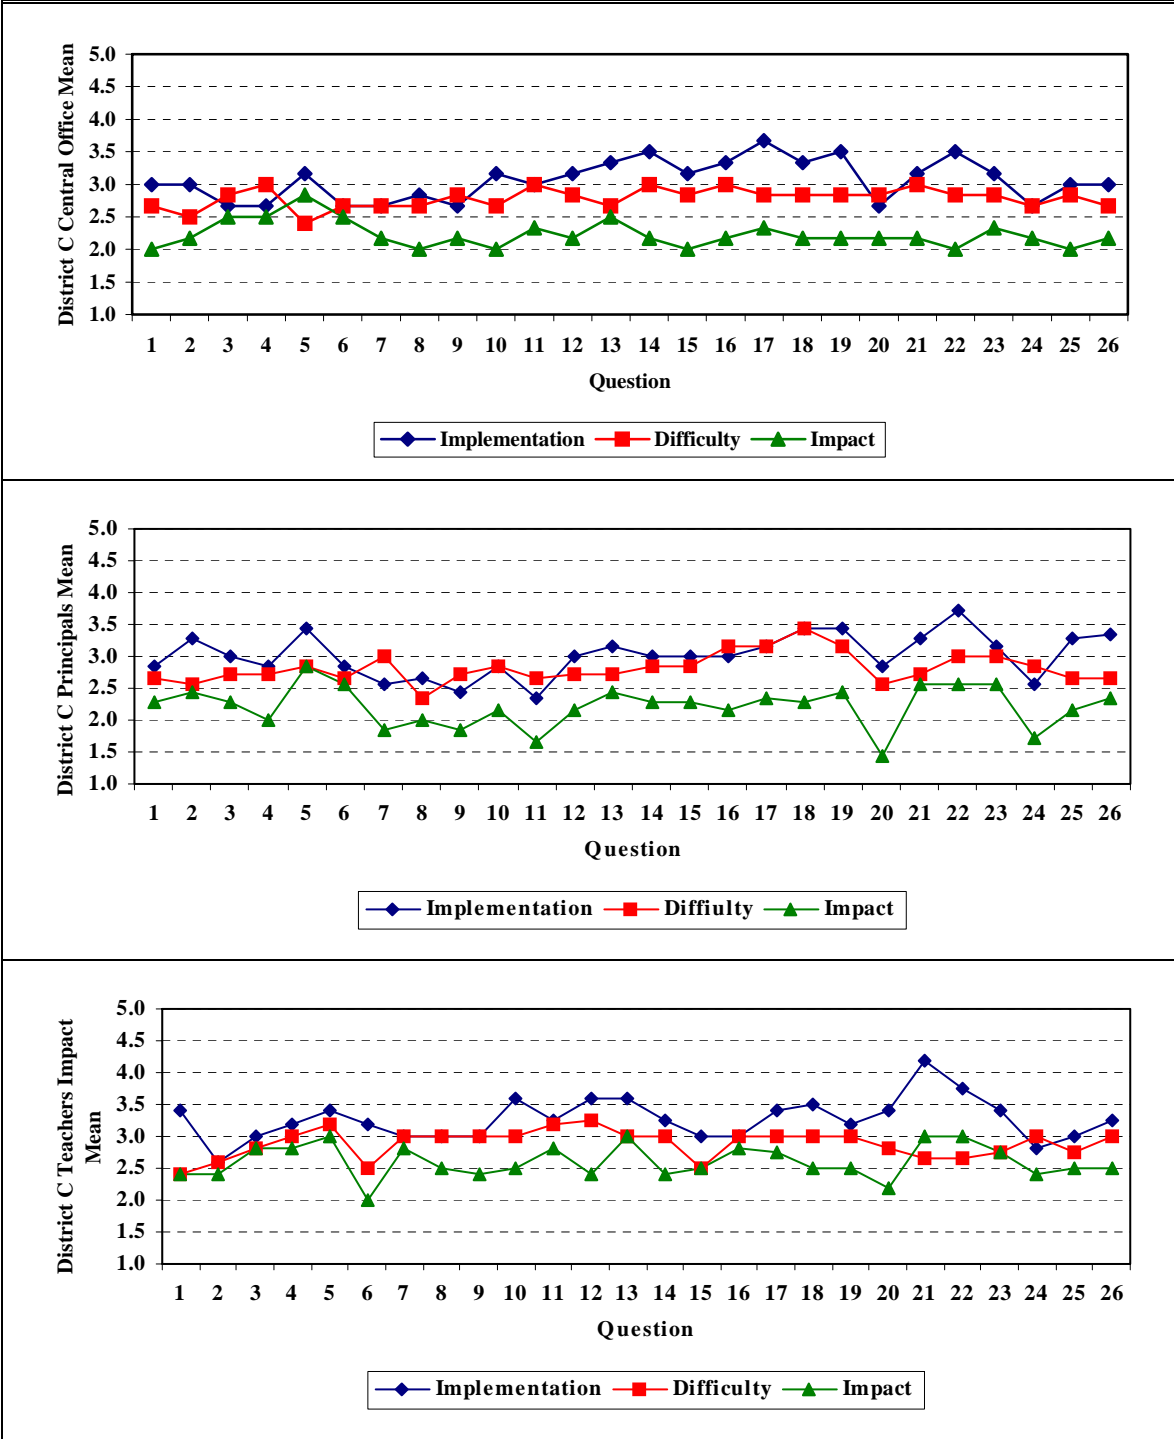 District C Central Office Mean
5.0
4.5
4.0
3.5
3.0
2.5
2.0
1.5
1.0
1 2 3 4 5 6 7 8 9 10 11 12 13 14 15 16 17 18 19 20 21 22 23 24 25 26
Question
Implementation Difficulty Impact
District C Principals Mean
5.0
4.5
4.0
3.5
3.0
2.5
2.0
1.5
1.0
1 2 3 4 5 6 7 8 9 10 11 12 13 14 15 16 17 18 19 20 21 22 23 24 25 26
Question
Implementation Diffiulty Impact
District C Teachers Impact
Mean
5.0
4.5
4.0
3.5
3.0
2.5
2.0
1.5
1.0
1 2 3 4 5 6 7 8 9 10 11 12 13 14 15 16 17 18 19 20 21 22 23 24 25 26
Question
Implementation Difficulty Impact